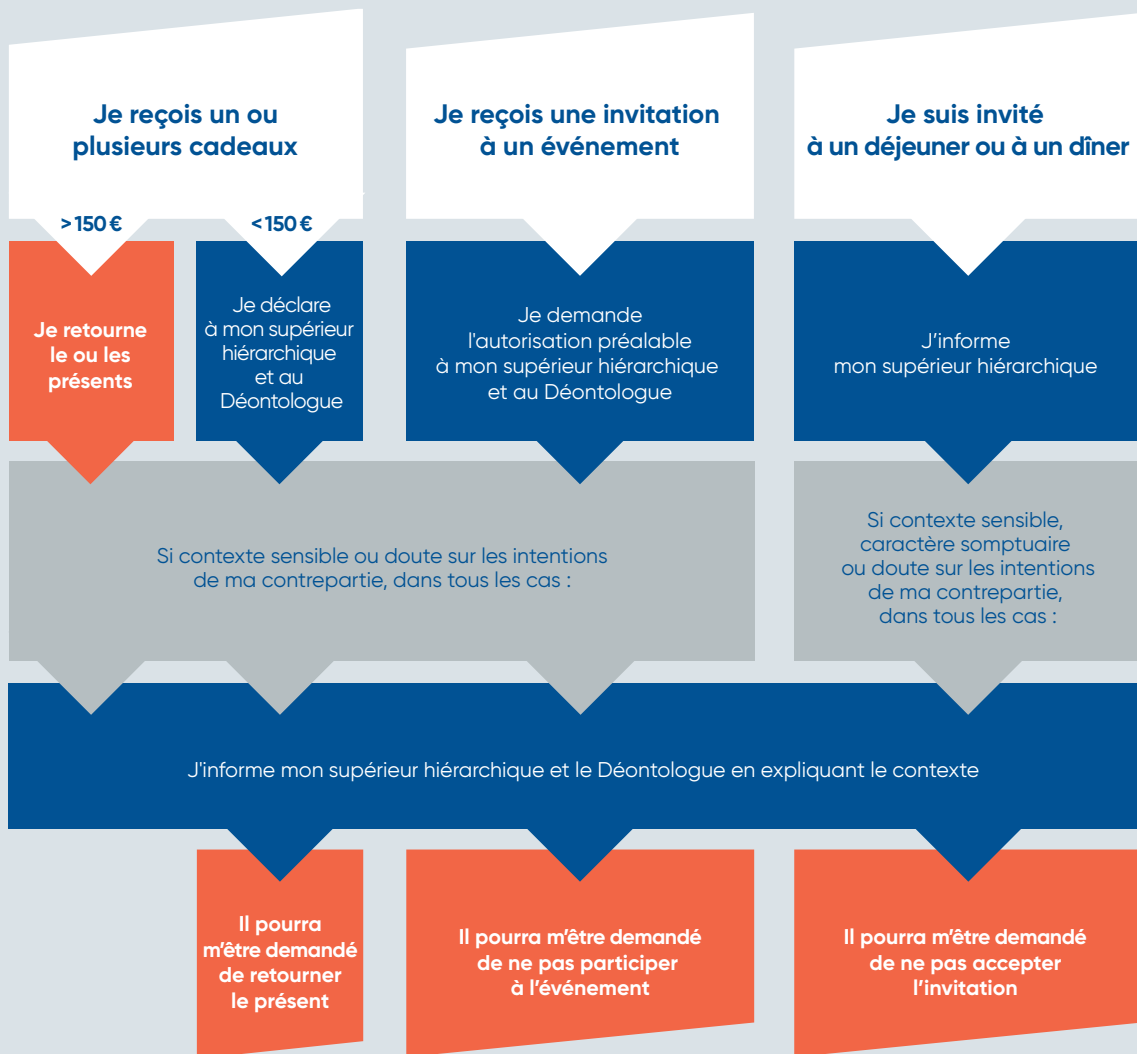 Je reçois un ou
plusieurs cadeaux
>150 €
<150 €
Je retourne
le ou les
présents
Je déclare
à mon supérieur
hiérarchique
et au
Déontologue
Je reçois une invitation
à un événement
Je demande
l'autorisation préalable
à mon supérieur hiérarchique
et au Déontologue
Je suis invité
à un déjeuner ou à un dîner
J’informe
mon supérieur hiérarchique
Si contexte sensible ou doute sur les intentions
de ma contrepartie, dans tous les cas :
Si contexte sensible,
caractère somptuaire
ou doute sur les intentions
de ma contrepartie,
dans tous les cas :
J'informe mon supérieur hiérarchique et le Déontologue en expliquant le contexte
Il pourra
m’être demandé
de retourner
le présent
Il pourra m’être demandé
de ne pas participer
à l’événement
Il pourra m’être demandé
de ne pas accepter
l’invitation